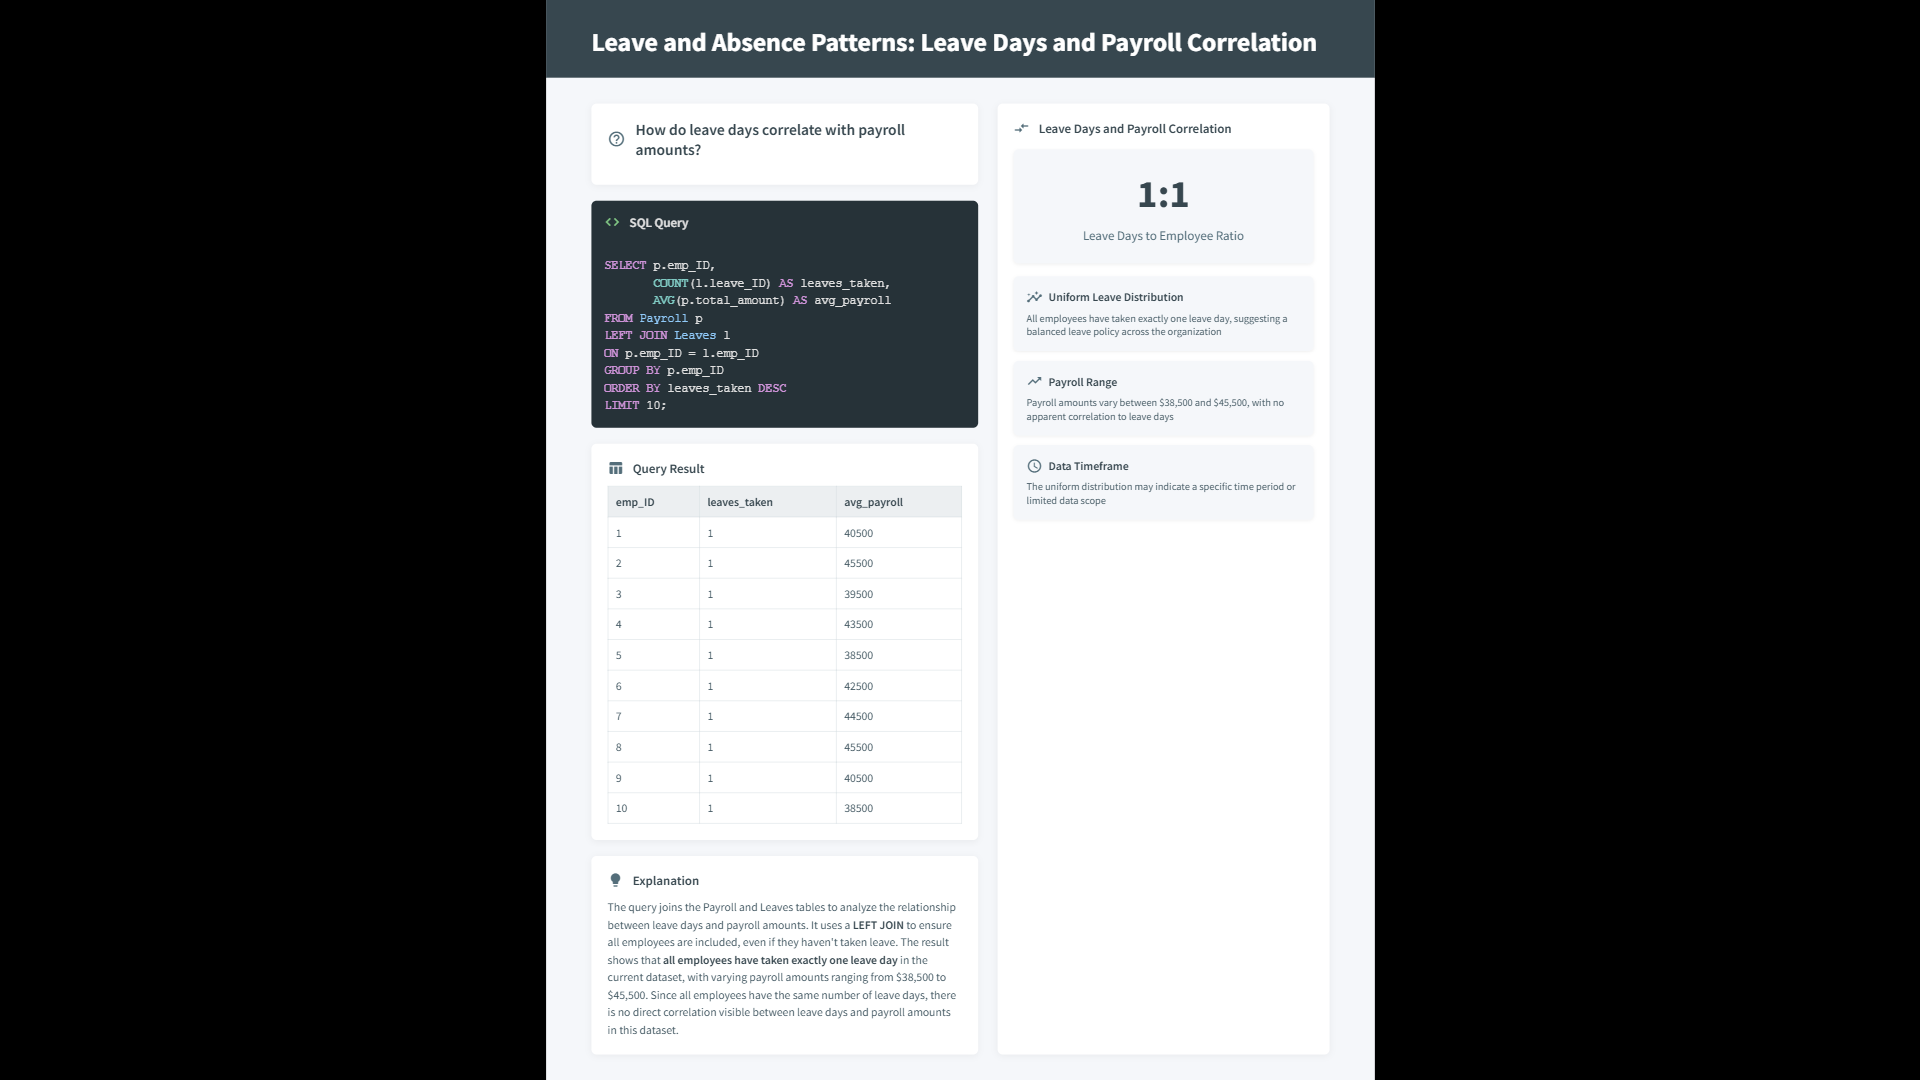 Leave and Absence Patterns: Leave Days and Payroll Correlation
How do leave days correlate with payroll
amounts?
SQL Query
SELECT p.emp_ID,
COUNT(l.leave_ID) AS leaves_taken,
AVG(p.total_amount) AS avg_payroll
FROM Payroll p
LEFT JOIN Leaves l
ON p.emp_ID = l.emp_ID
GROUP BY p.emp_ID
ORDER BY leaves_taken DESC
LIMIT 10;
Query Result
emp_ID leaves_taken avg_payroll
1 1 40500
2 1 45500
3 1 39500
4 1 43500
5 1 38500
6 1 42500
7 1 44500
8 1 45500
9 1 40500
10 1 38500
Explanation
The query joins the Payroll and Leaves tables to analyze the relationship
between leave days and payroll amounts. It uses a LEFT JOIN to ensure
all employees are included, even if they haven't taken leave. The result
shows that all employees have taken exactly one leave day in the
current dataset, with varying payroll amounts ranging from $38,500 to
$45,500. Since all employees have the same number of leave days, there
is no direct correlation visible between leave days and payroll amounts
in this dataset.
Leave Days and Payroll Correlation
1:1
Leave Days to Employee Ratio
Uniform Leave Distribution
All employees have taken exactly one leave day, suggesting a
balanced leave policy across the organization
Payroll Range
Payroll amounts vary between $38,500 and $45,500, with no
apparent correlation to leave days
Data Timeframe
The uniform distribution may indicate a specific time period or
limited data scope